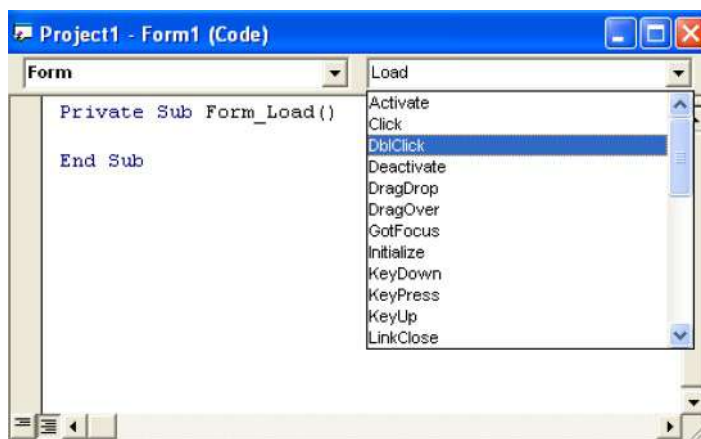 Project1 - Form1 (Code)
Form
Load
Private Sub Form_Load()
End Sub
Activate
Click
DblClick
Deactivate
DragDrop
DragOver
GotFocus
Initialize
KeyDown
KeyPress
KeyUp
LinkClose